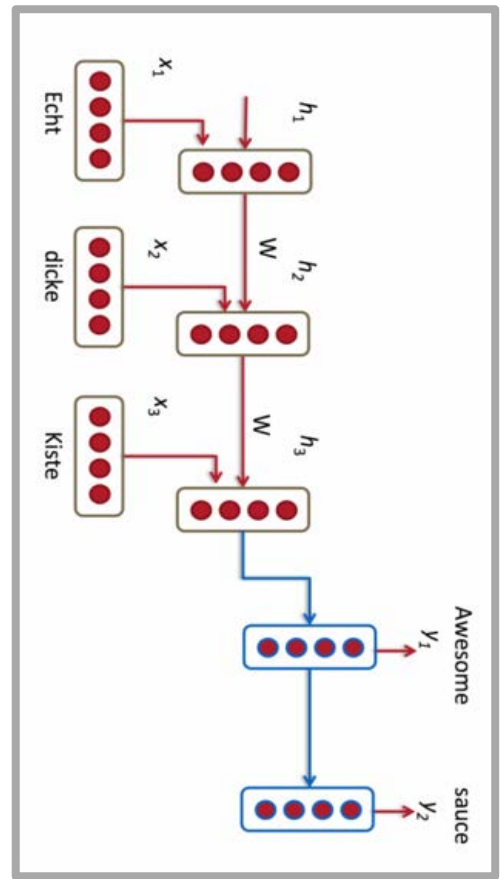 Awesome sauce
y₁ y₂
h₁ h₂ h₃
W W
x₁ x₂ x₃
Echt dicke Kiste